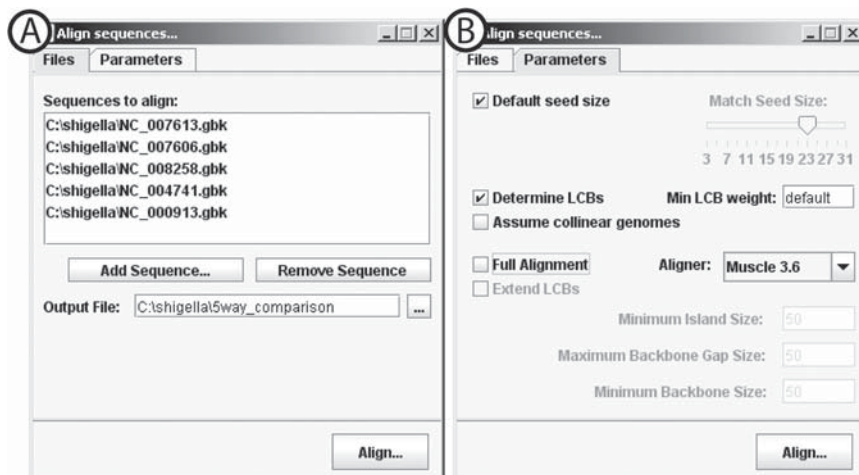 A
Align sequences...
Files Parameters
Sequences to align:
C:\shigella\NC_007613.gbk
C:\shigella\NC_007606.gbk
C:\shigella\NC_008258.gbk
C:\shigella\NC_004741.gbk
C:\shigella\NC_000913.gbk
Add Sequence... Remove Sequence
Output File: C:\shigella\5way_comparison ...
Align...
B
Align sequences...
Files Parameters
Default seed size Match Seed Size:
3 7 11 15 19 23 27 31
Determine LCBs Min LCB weight: default
Assume collinear genomes
Full Alignment Aligner: Muscle 3.6
Extend LCBs
Minimum Island Size: 50
Maximum Backbone Gap Size: 50
Minimum Backbone Size: 50
Align...